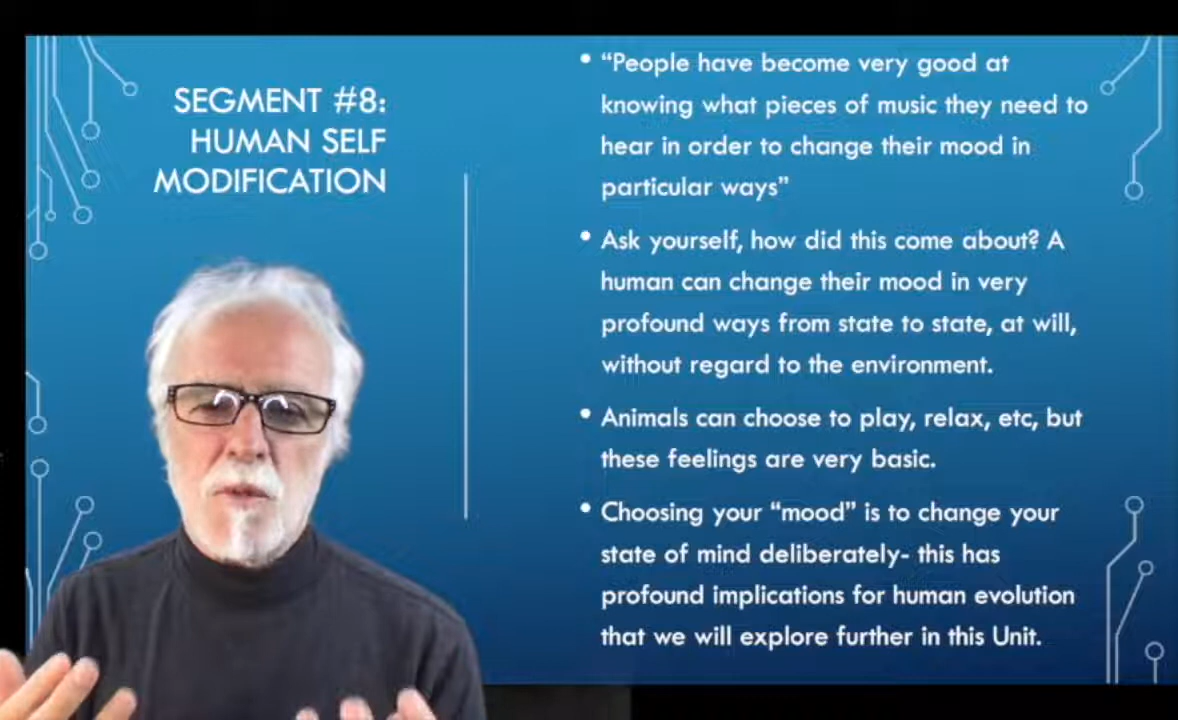 SEGMENT #8:
HUMAN SELF
MODIFICATION
• “People have become very good at
knowing what pieces of music they need to
hear in order to change their mood in
particular ways”
• Ask yourself, how did this come about? A
human can change their mood in very
profound ways from state to state, at will,
without regard to the environment.
• Animals can choose to play, relax, etc, but
these feelings are very basic.
• Choosing your “mood” is to change your
state of mind deliberately- this has
profound implications for human evolution
that we will explore further in this Unit.